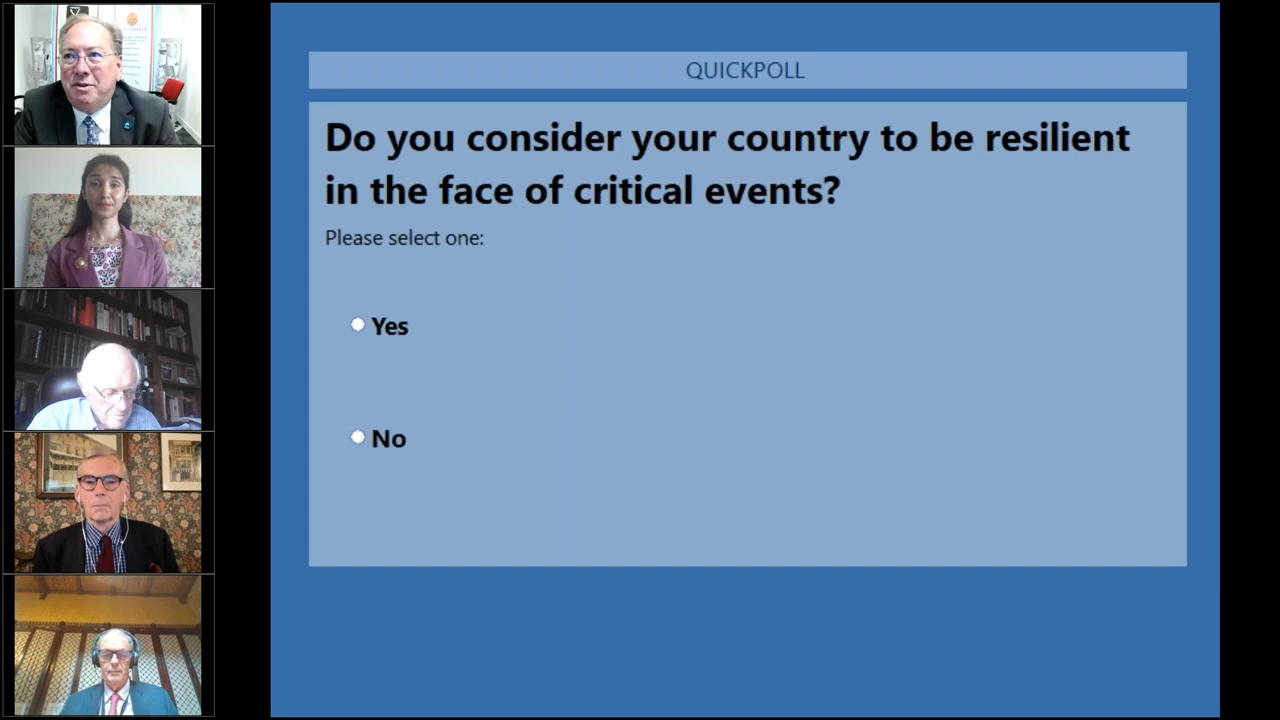 QUICKPOLL
Do you consider your country to be resilient
in the face of critical events?
Please select one:
Yes
No